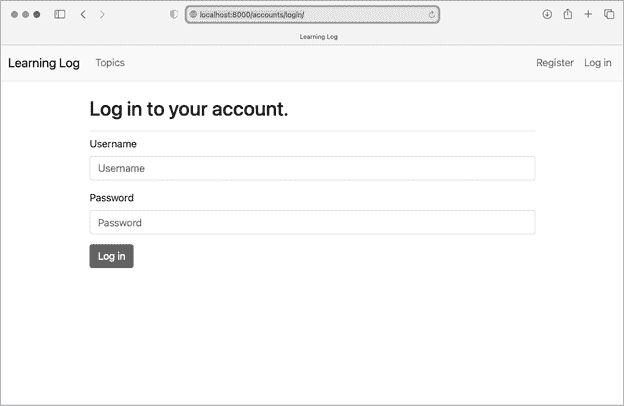 localhost:8000/accounts/login/
Learning Log
Learning Log Topics Register Log in
Log in to your account.
Username
Username
Password
Password
Log in